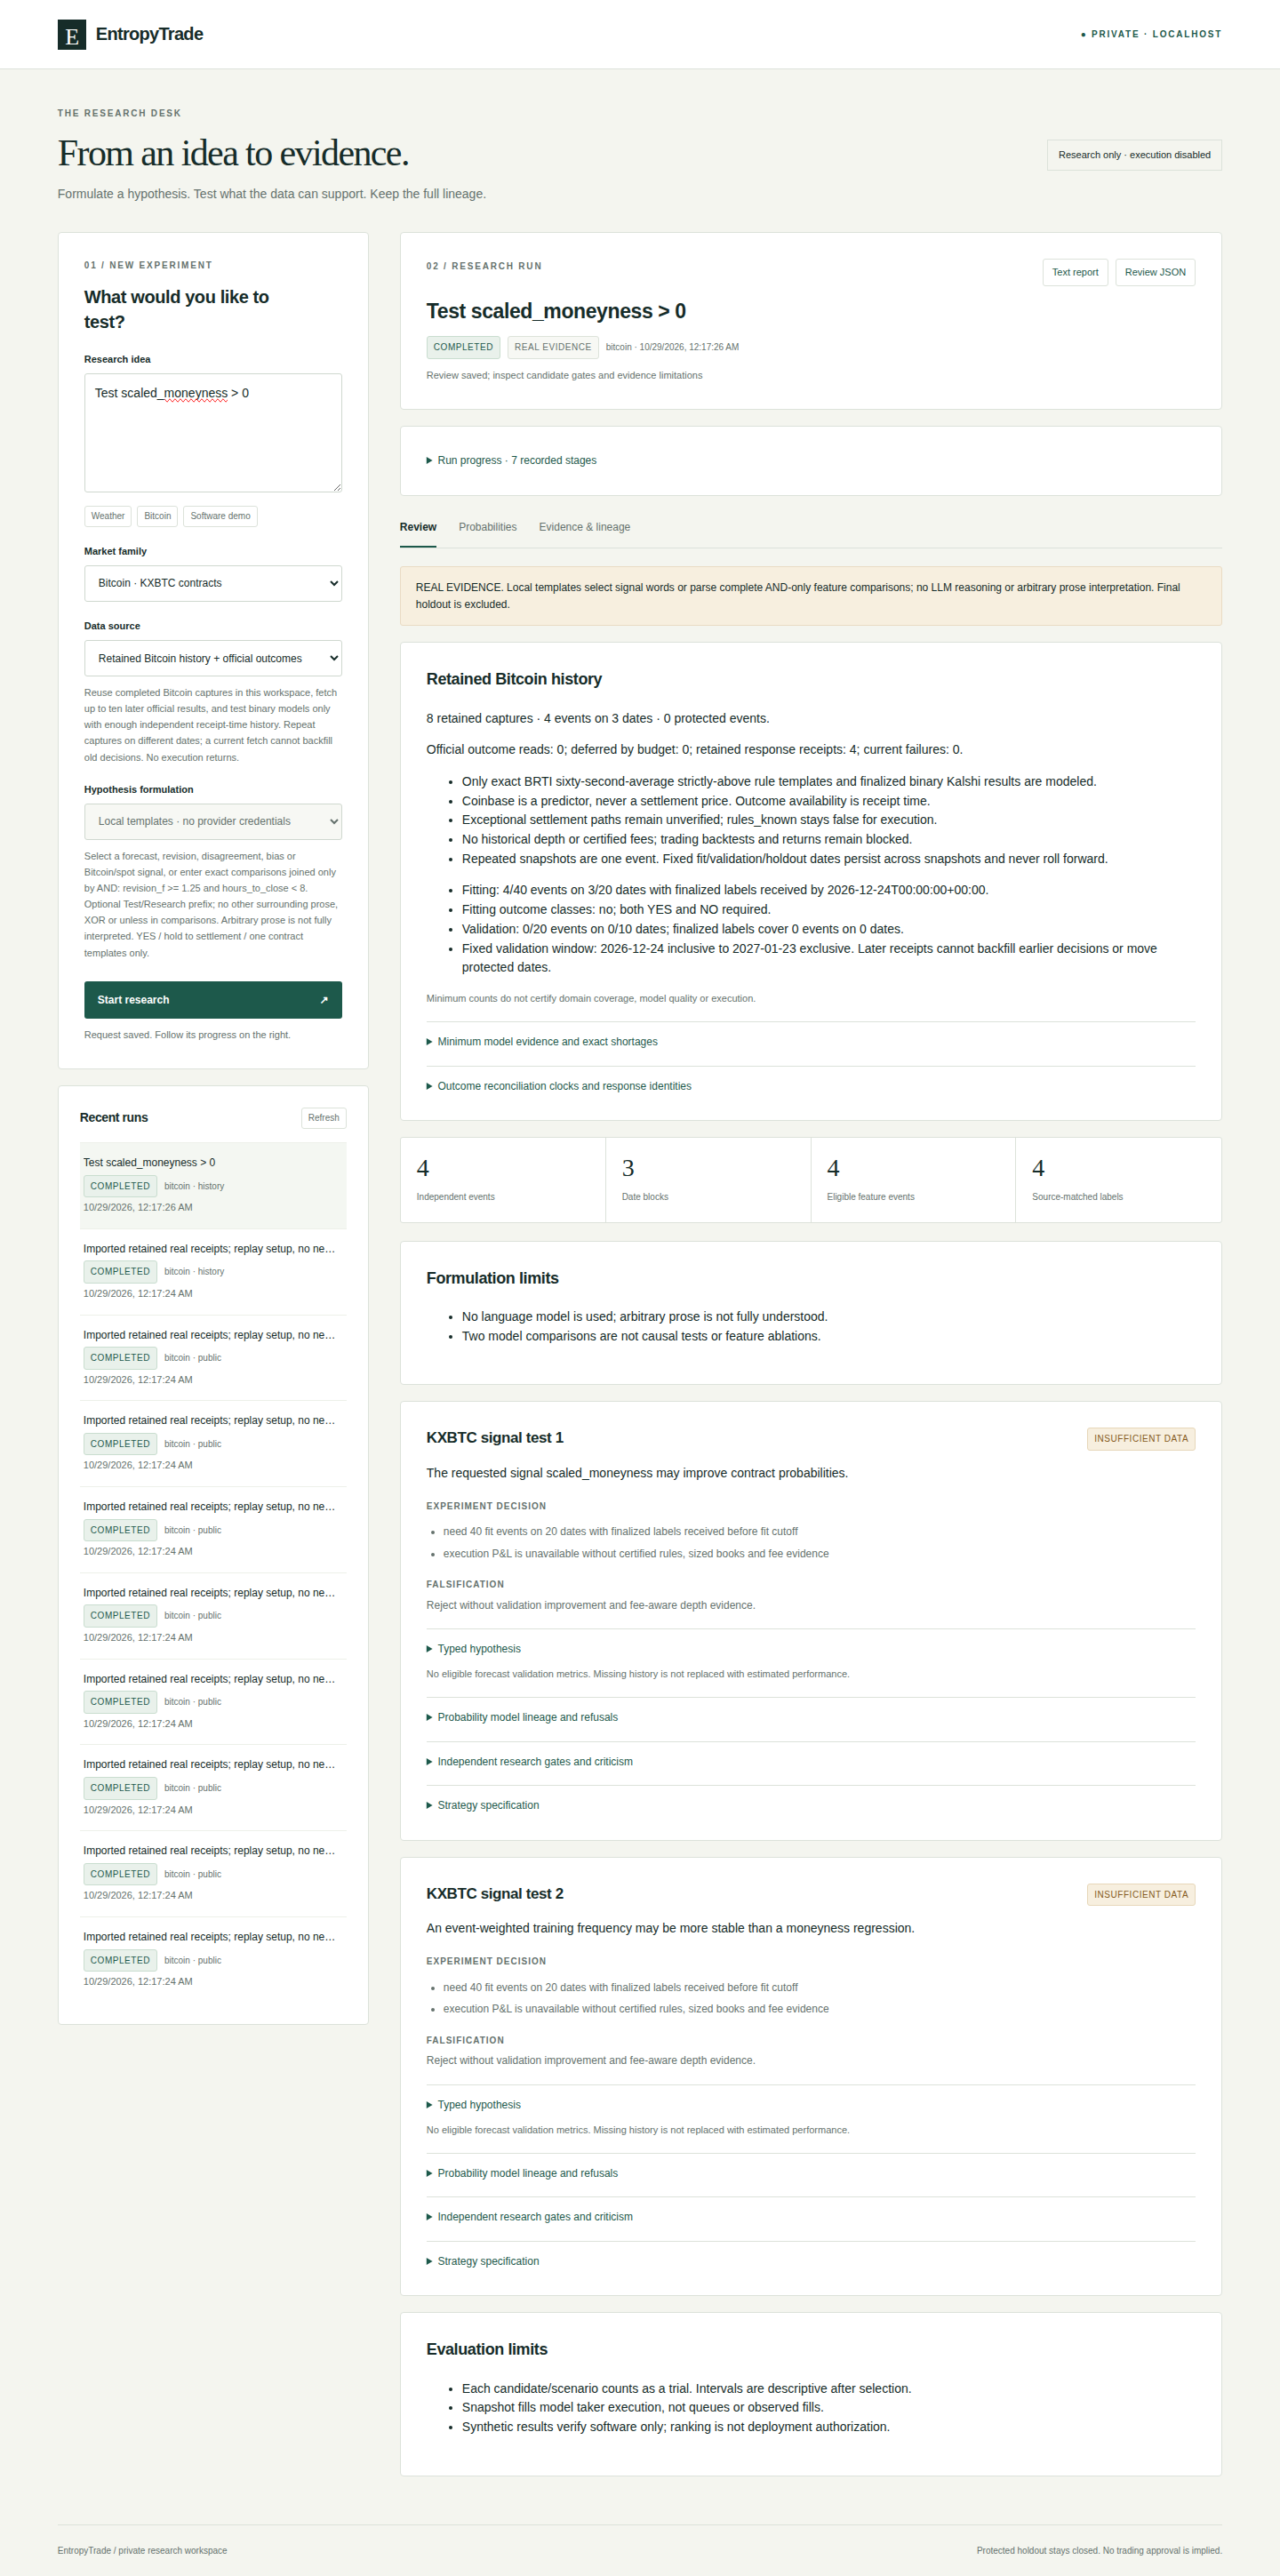 E EntropyTrade
● PRIVATE · LOCALHOST
THE RESEARCH DESK
From an idea to evidence.
Formulate a hypothesis. Test what the data can support. Keep the full lineage.
Research only · execution disabled
01 / NEW EXPERIMENT
What would you like to
test?
Research idea
Test scaled_moneyness > 0
Weather
Bitcoin
Software demo
Market family
Bitcoin · KXBTC contracts
Data source
Retained Bitcoin history + official outcomes
Reuse completed Bitcoin captures in this workspace, fetch
up to ten later official results, and test binary models only
with enough independent receipt-time history. Repeat
captures on different dates; a current fetch cannot backfill
old decisions. No execution returns.
Hypothesis formulation
Local templates · no provider credentials
Select a forecast, revision, disagreement, bias or
Bitcoin/spot signal, or enter exact comparisons joined only
by AND: revision_f >= 1.25 and hours_to_close < 8.
Optional Test/Research prefix; no other surrounding prose,
XOR or unless in comparisons. Arbitrary prose is not fully
interpreted. YES / hold to settlement / one contract
templates only.
Start research ↗
Request saved. Follow its progress on the right.
Recent runs
Refresh
Test scaled_moneyness > 0
COMPLETED bitcoin · history
10/29/2026, 12:17:26 AM
Imported retained real receipts; replay setup, no ne…
COMPLETED bitcoin · history
10/29/2026, 12:17:24 AM
Imported retained real receipts; replay setup, no ne…
COMPLETED bitcoin · public
10/29/2026, 12:17:24 AM
Imported retained real receipts; replay setup, no ne…
COMPLETED bitcoin · public
10/29/2026, 12:17:24 AM
Imported retained real receipts; replay setup, no ne…
COMPLETED bitcoin · public
10/29/2026, 12:17:24 AM
Imported retained real receipts; replay setup, no ne…
COMPLETED bitcoin · public
10/29/2026, 12:17:24 AM
Imported retained real receipts; replay setup, no ne…
COMPLETED bitcoin · public
10/29/2026, 12:17:24 AM
Imported retained real receipts; replay setup, no ne…
COMPLETED bitcoin · public
10/29/2026, 12:17:24 AM
Imported retained real receipts; replay setup, no ne…
COMPLETED bitcoin · public
10/29/2026, 12:17:24 AM
Imported retained real receipts; replay setup, no ne…
COMPLETED bitcoin · public
10/29/2026, 12:17:24 AM
02 / RESEARCH RUN
Text report
Review JSON
Test scaled_moneyness > 0
COMPLETED REAL EVIDENCE bitcoin · 10/29/2026, 12:17:26 AM
Review saved; inspect candidate gates and evidence limitations
▶ Run progress · 7 recorded stages
Review Probabilities Evidence & lineage
REAL EVIDENCE. Local templates select signal words or parse complete AND-only feature comparisons; no LLM reasoning or arbitrary prose interpretation. Final
holdout is excluded.
Retained Bitcoin history
8 retained captures · 4 events on 3 dates · 0 protected events.
Official outcome reads: 0; deferred by budget: 0; retained response receipts: 4; current failures: 0.
• Only exact BRTI sixty-second-average strictly-above rule templates and finalized binary Kalshi results are modeled.
• Coinbase is a predictor, never a settlement price. Outcome availability is receipt time.
• Exceptional settlement paths remain unverified; rules_known stays false for execution.
• No historical depth or certified fees; trading backtests and returns remain blocked.
• Repeated snapshots are one event. Fixed fit/validation/holdout dates persist across snapshots and never roll forward.
• Fitting: 4/40 events on 3/20 dates with finalized labels received by 2026-12-24T00:00:00+00:00.
• Fitting outcome classes: no; both YES and NO required.
• Validation: 0/20 events on 0/10 dates; finalized labels cover 0 events on 0 dates.
• Fixed validation window: 2026-12-24 inclusive to 2027-01-23 exclusive. Later receipts cannot backfill earlier decisions or move
protected dates.
Minimum counts do not certify domain coverage, model quality or execution.
▶ Minimum model evidence and exact shortages
▶ Outcome reconciliation clocks and response identities
4
Independent events
3
Date blocks
4
Eligible feature events
4
Source-matched labels
Formulation limits
• No language model is used; arbitrary prose is not fully understood.
• Two model comparisons are not causal tests or feature ablations.
KXBTC signal test 1
INSUFFICIENT DATA
The requested signal scaled_moneyness may improve contract probabilities.
EXPERIMENT DECISION
• need 40 fit events on 20 dates with finalized labels received before fit cutoff
• execution P&L is unavailable without certified rules, sized books and fee evidence
FALSIFICATION
Reject without validation improvement and fee-aware depth evidence.
▶ Typed hypothesis
No eligible forecast validation metrics. Missing history is not replaced with estimated performance.
▶ Probability model lineage and refusals
▶ Independent research gates and criticism
▶ Strategy specification
KXBTC signal test 2
INSUFFICIENT DATA
An event-weighted training frequency may be more stable than a moneyness regression.
EXPERIMENT DECISION
• need 40 fit events on 20 dates with finalized labels received before fit cutoff
• execution P&L is unavailable without certified rules, sized books and fee evidence
FALSIFICATION
Reject without validation improvement and fee-aware depth evidence.
▶ Typed hypothesis
No eligible forecast validation metrics. Missing history is not replaced with estimated performance.
▶ Probability model lineage and refusals
▶ Independent research gates and criticism
▶ Strategy specification
Evaluation limits
• Each candidate/scenario counts as a trial. Intervals are descriptive after selection.
• Snapshot fills model taker execution, not queues or observed fills.
• Synthetic results verify software only; ranking is not deployment authorization.
EntropyTrade / private research workspace
Protected holdout stays closed. No trading approval is implied.